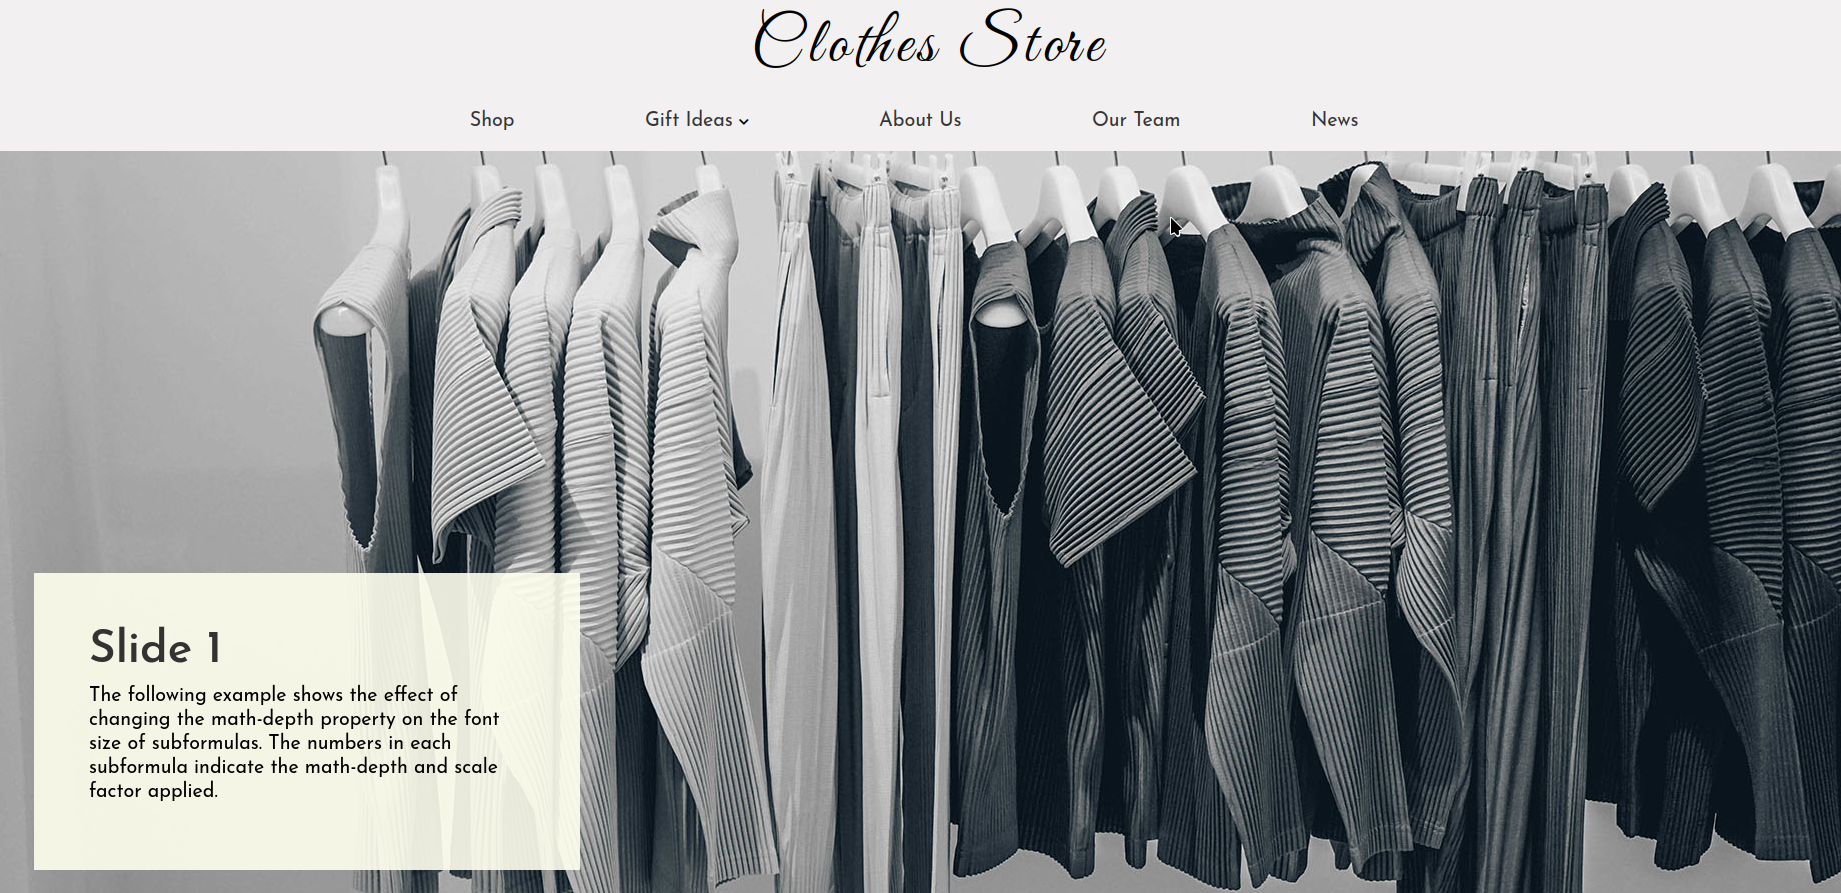 Clothes Store
Shop
Gift Ideas
About Us
Our Team
News
Slide 1
The following example shows the effect of
changing the math-depth property on the font
size of subformulas. The numbers in each
subformula indicate the math-depth and scale
factor applied.